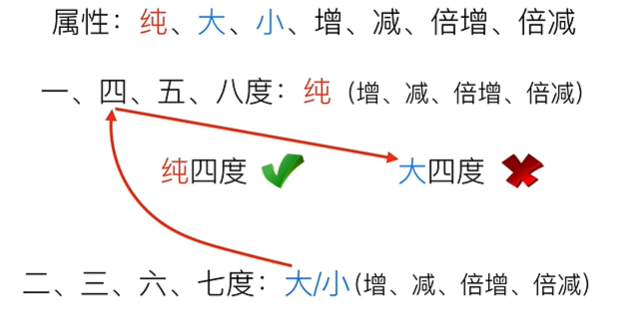 属性：纯、大、小、增、减、倍增、倍减
一、四、五、八度：纯（增、减、倍增、倍减）
纯四度 大四度
二、三、六、七度：大/小（增、减、倍增、倍减）